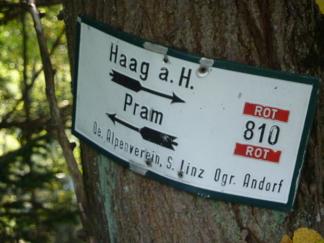 Haag a. H.
Pram
ROT
810
ROT
Oe. Alpenverein, S. Linz Ogr. Andorf